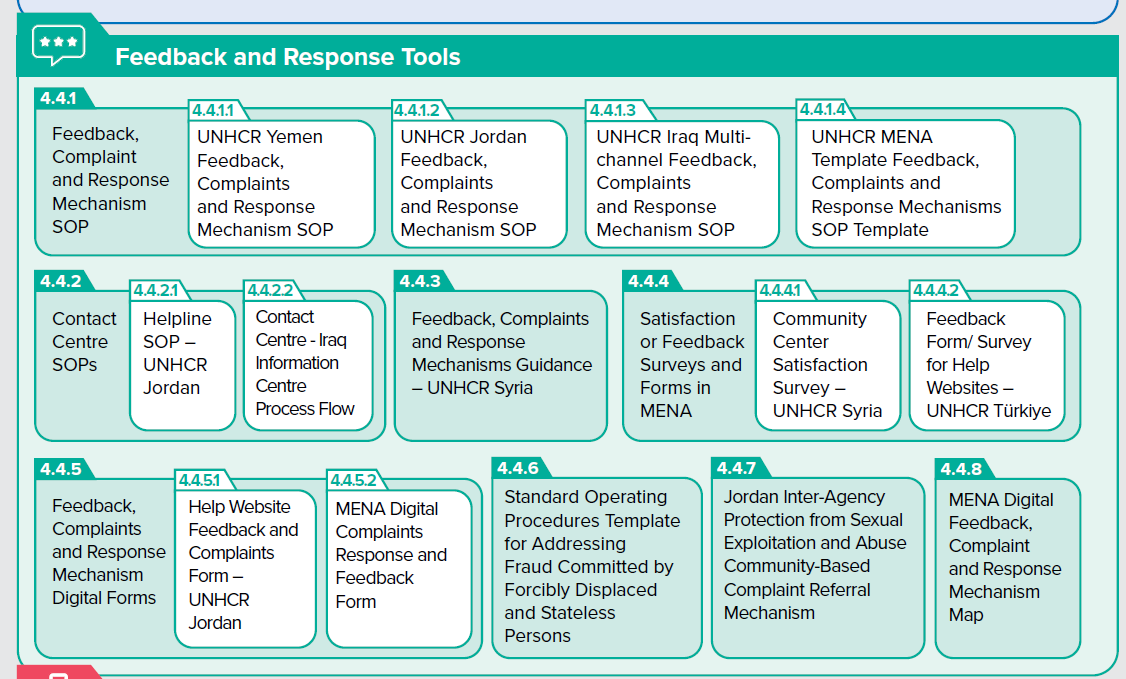 Feedback and Response Tools
4.4.1
Feedback,
Complaint
and Response
Mechanism
SOP
4.4.1.1
UNHCR Yemen
Feedback,
Complaints
and Response
Mechanism SOP
4.4.1.2
UNHCR Jordan
Feedback,
Complaints
and Response
Mechanism SOP
4.4.1.3
UNHCR Iraq Multi-
channel Feedback,
Complaints
and Response
Mechanism SOP
4.4.1.4
UNHCR MENA
Template Feedback,
Complaints and
Response Mechanisms
SOP Template
4.4.2
Contact
Centre
SOPs
4.4.2.1
Helpline
SOP –
UNHCR
Jordan
4.4.2.2
Contact
Centre - Iraq
Information
Centre
Process Flow
4.4.3
Feedback, Complaints
and Response
Mechanisms Guidance
– UNHCR Syria
4.4.4
Satisfaction
or Feedback
Surveys and
Forms in
MENA
4.4.4.1
Community
Center
Satisfaction
Survey –
UNHCR Syria
4.4.4.2
Feedback
Form/ Survey
for Help
Websites –
UNHCR Türkiye
4.4.5
Feedback,
Complaints
and Response
Mechanism
Digital Forms
4.4.5.1
Help Website
Feedback and
Complaints
Form –
UNHCR
Jordan
4.4.5.2
MENA Digital
Complaints
Response and
Feedback
Form
4.4.6
Standard Operating
Procedures Template
for Addressing
Fraud Committed by
Forcibly Displaced
and Stateless
Persons
4.4.7
Jordan Inter-Agency
Protection from Sexual
Exploitation and Abuse
Community-Based
Complaint Referral
Mechanism
4.4.8
MENA Digital
Feedback,
Complaint
and Response
Mechanism
Map